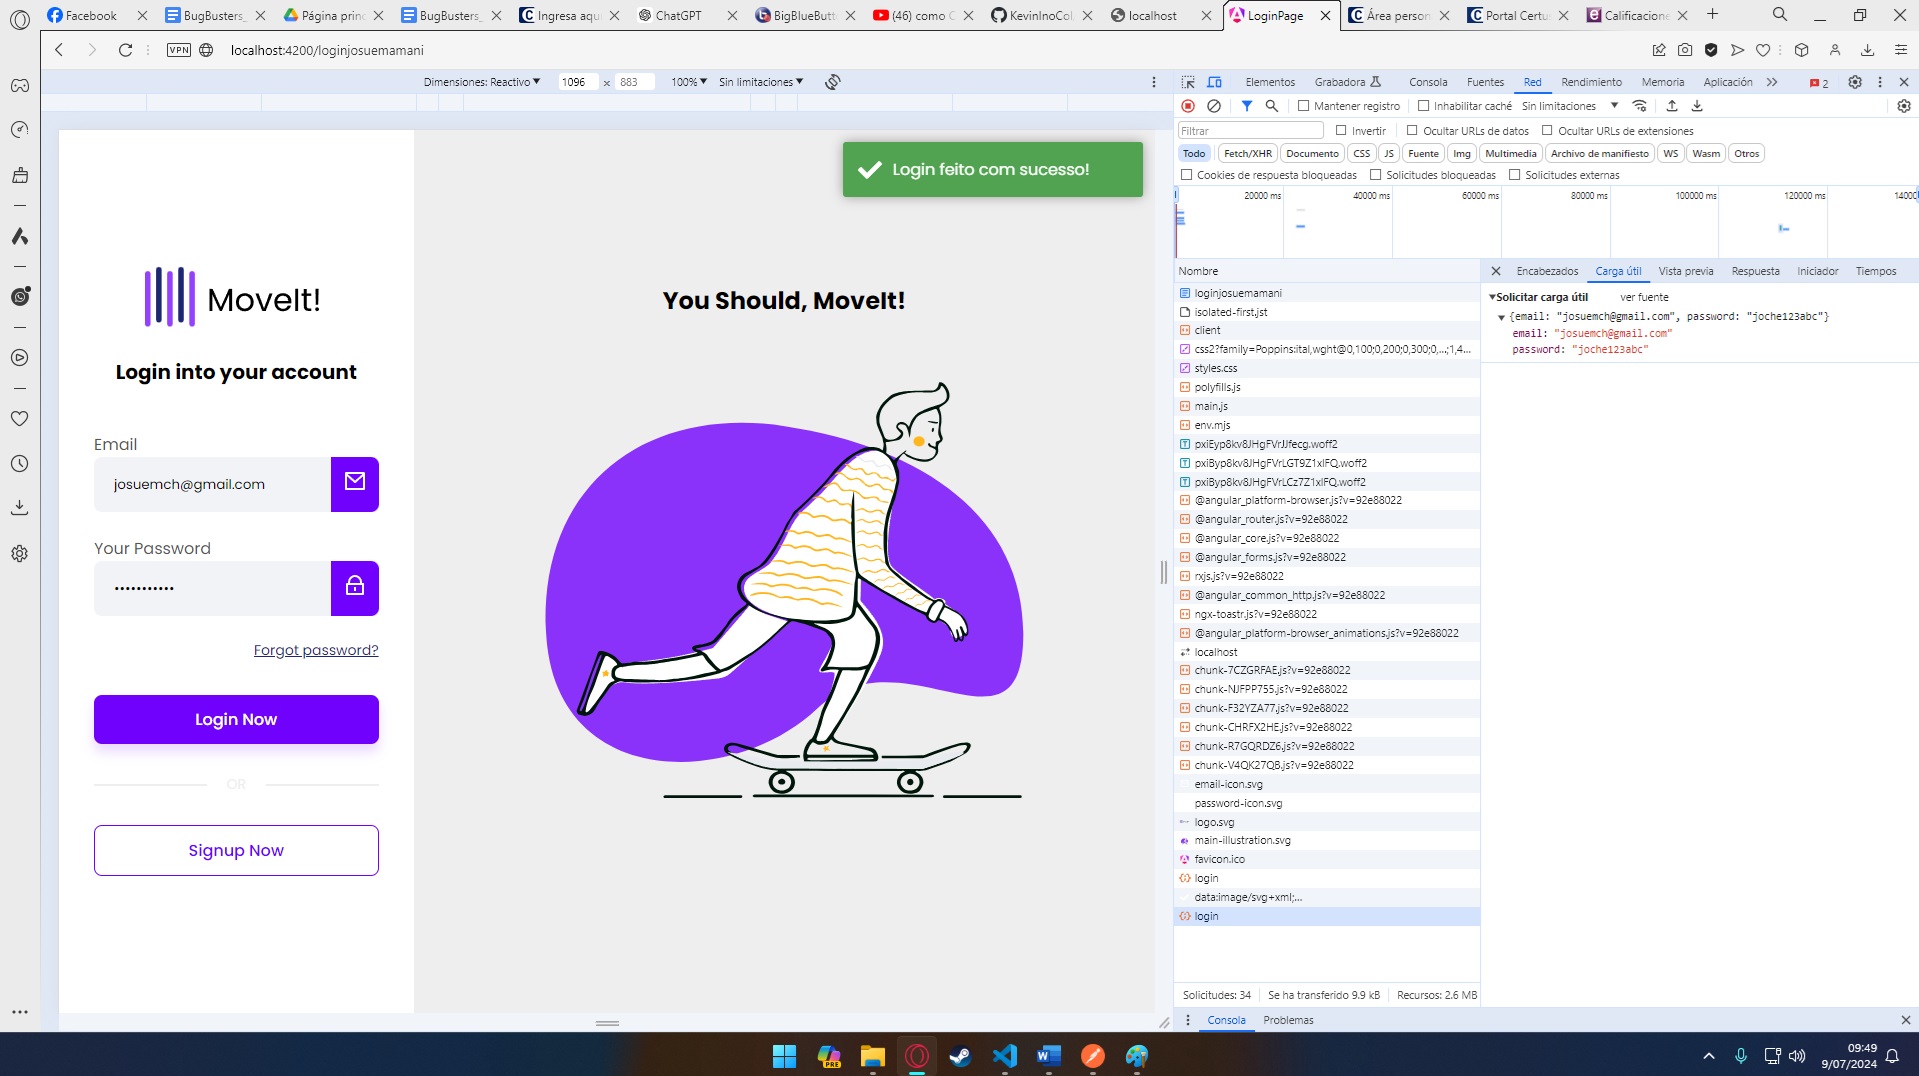 Facebook
BugBusters_
Página princ
BugBusters_
Ingresa aqu
ChatGPT
BigBlueButt
(46) como C
KevinInoCo
localhost
LoginPage
Área person
Portal Certu
Calificacione
VPN
localhost:4200/loginjosuemamani
Dimensiones: Reactivo
1096 × 883
100%
Sin limitaciones
Elementos
Grabadora
Consola
Fuentes
Red
Rendimiento
Memoria
Aplicación
2
Mantener registro
Inhabilitar caché
Sin limitaciones
Filtrar
Invertir
Ocultar URLs de datos
Ocultar URLs de extensiones
Todo
Fetch/XHR
Documento
CSS
JS
Fuente
Img
Multimedia
Archivo de manifiesto
WS
Wasm
Otros
Cookies de respuesta bloqueadas
Solicitudes bloqueadas
Solicitudes externas
20000 ms
40000 ms
60000 ms
80000 ms
100000 ms
120000 ms
14000
Login feito com sucesso!
MoveIt!
Login into your account
Email
josuemch@gmail.com
Your Password
•••••••••••
Forgot password?
Login Now
OR
Signup Now
You Should, MoveIt!
Nombre
loginjosuemamani
isolated-first.jst
client
css2?family=Poppins:ital,wght@0,100;0,200;0,300;0,...;1,4...
styles.css
polyfills.js
main.js
env.mjs
pxiEyp8kv8JHgFVrJJfecg.woff2
pxiByp8kv8JHgFVrLGT9Z1xlFQ.woff2
pxiByp8kv8JHgFVrLCz7Z1xlFQ.woff2
@angular_platform-browser.js?v=92e88022
@angular_router.js?v=92e88022
@angular_core.js?v=92e88022
@angular_forms.js?v=92e88022
rxjs.js?v=92e88022
@angular_common_http.js?v=92e88022
ngx-toastr.js?v=92e88022
@angular_platform-browser_animations.js?v=92e88022
localhost
chunk-7CZGRFAE.js?v=92e88022
chunk-NJFPP755.js?v=92e88022
chunk-F32YZA77.js?v=92e88022
chunk-CHRFX2HE.js?v=92e88022
chunk-R7GQRDZ6.js?v=92e88022
chunk-V4QK27QB.js?v=92e88022
email-icon.svg
password-icon.svg
logo.svg
main-illustration.svg
favicon.ico
login
data:image/svg+xml;...
login
Encabezados
Carga útil
Vista previa
Respuesta
Iniciador
Tiempos
Solicitar carga útil
ver fuente
{email: "josuemch@gmail.com", password: "joche123abc"}
email: "josuemch@gmail.com"
password: "joche123abc"
Solicitudes: 34
Se ha transferido 9.9 kB
Recursos: 2.6 MB
Consola
Problemas
PRE
09:49
9/07/2024